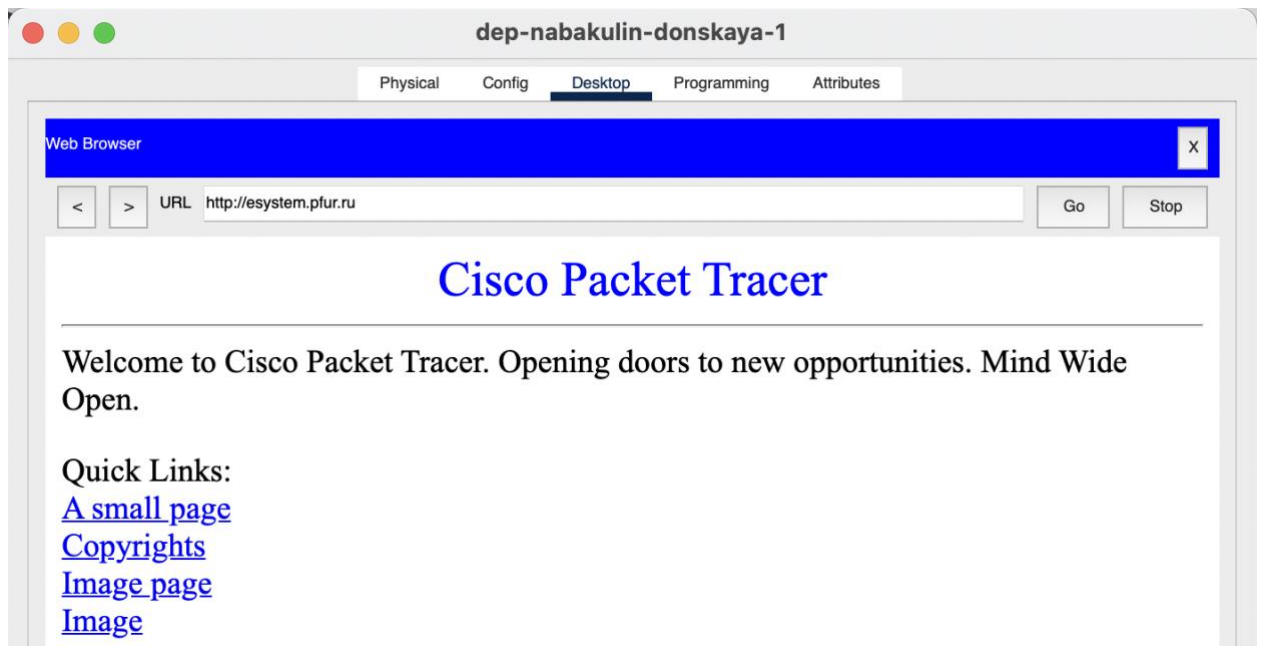 dep-nabakulin-donskaya-1
Physical Config Desktop Programming Attributes
Web Browser X
< > URL http://esystem.pfur.ru Go Stop
Cisco Packet Tracer
Welcome to Cisco Packet Tracer. Opening doors to new opportunities. Mind Wide
Open.
Quick Links:
A small page
Copyrights
Image page
Image